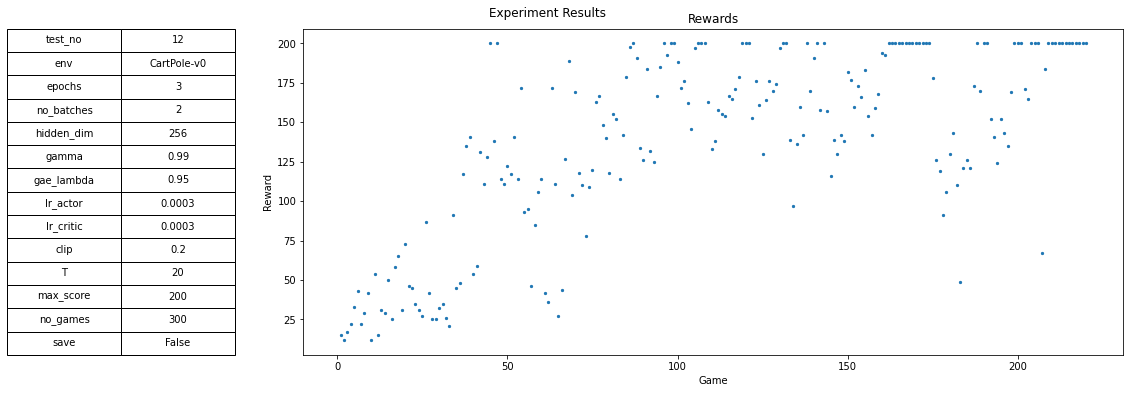 Experiment Results
test_no 12
env CartPole-v0
epochs 3
no_batches 2
hidden_dim 256
gamma 0.99
gae_lambda 0.95
lr_actor 0.0003
lr_critic 0.0003
clip 0.2
T 20
max_score 200
no_games 300
save False
Rewards
Reward
200
175
150
125
100
75
50
25
0 50 100 150 200
Game